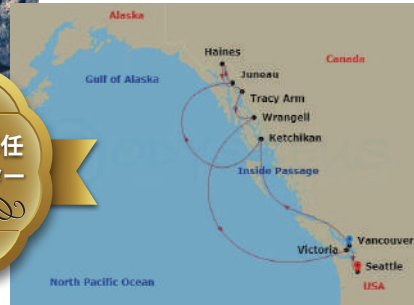 Alaska
Haines
Canada
Juneau
Gulf of Alaska
Tracy Arm
Wrangell
Ketchikan
任
Inside Passage
ー
Vancouver
Victoria
Seattle
North Pacific Ocean
USA